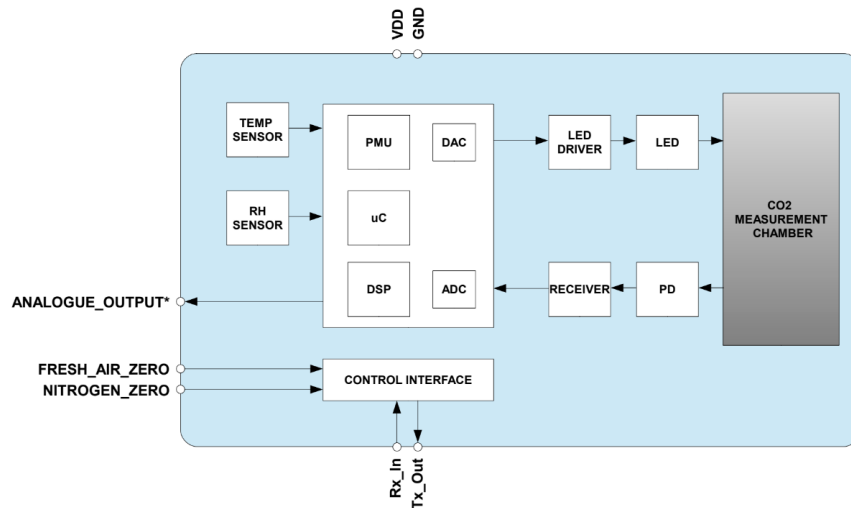 VDD
GND
TEMP
SENSOR
PMU
DAC
LED
DRIVER
LED
RH
SENSOR
uC
CO2
MEASUREMENT
CHAMBER
DSP
ADC
RECEIVER
PD
ANALOGUE_OUTPUT*
FRESH_AIR_ZERO
NITROGEN_ZERO
CONTROL INTERFACE
Rx_In
Tx_Out